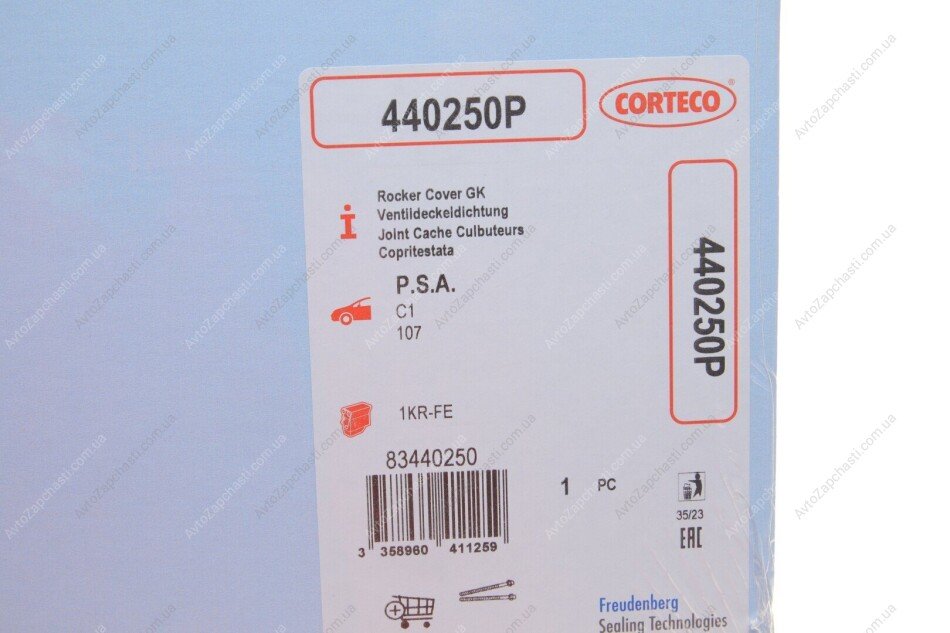 440250P
CORTECO®
440250P
Rocker Cover GK
Ventildeckeldichtung
Joint Cache Culbuteurs
Copritestata
P.S.A.
C1
107
1KR-FE
83440250
3 358960 411259
1 PC
35/23
EAC
Freudenberg
Sealing Technologies
AvtoZapchasti.com.ua